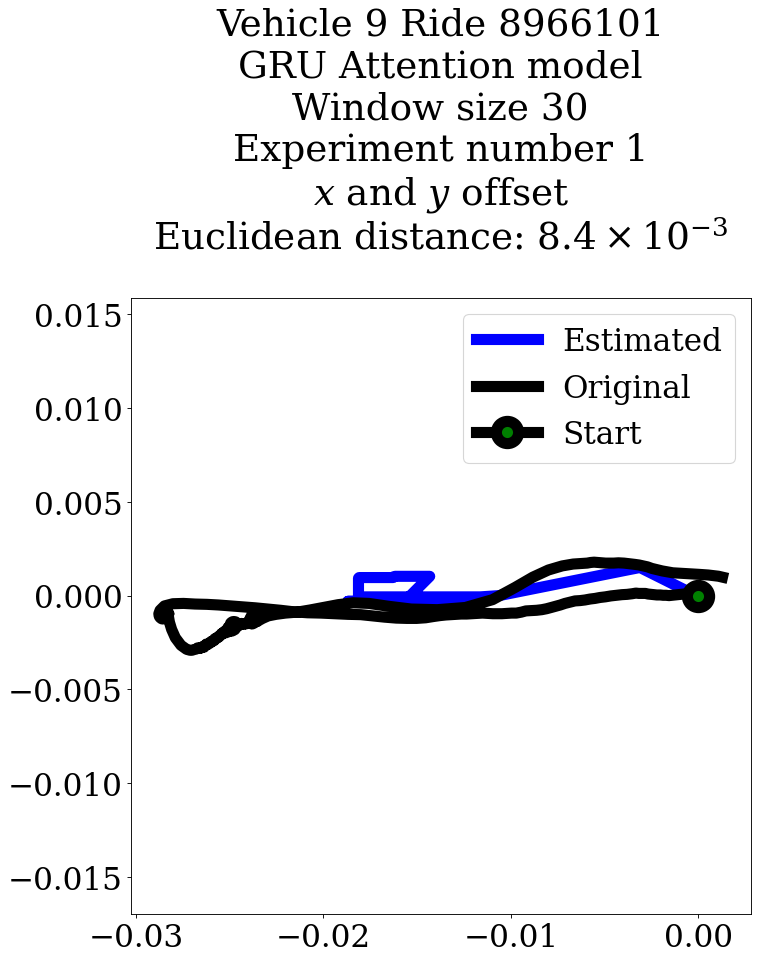 Vehicle 9 Ride 8966101
GRU Attention model
Window size 30
Experiment number 1
x and y offset
Euclidean distance: 8.4 × 10⁻³
Estimated
Original
Start
0.015
0.010
0.005
0.000
−0.005
−0.010
−0.015
−0.03
−0.02
−0.01
0.00